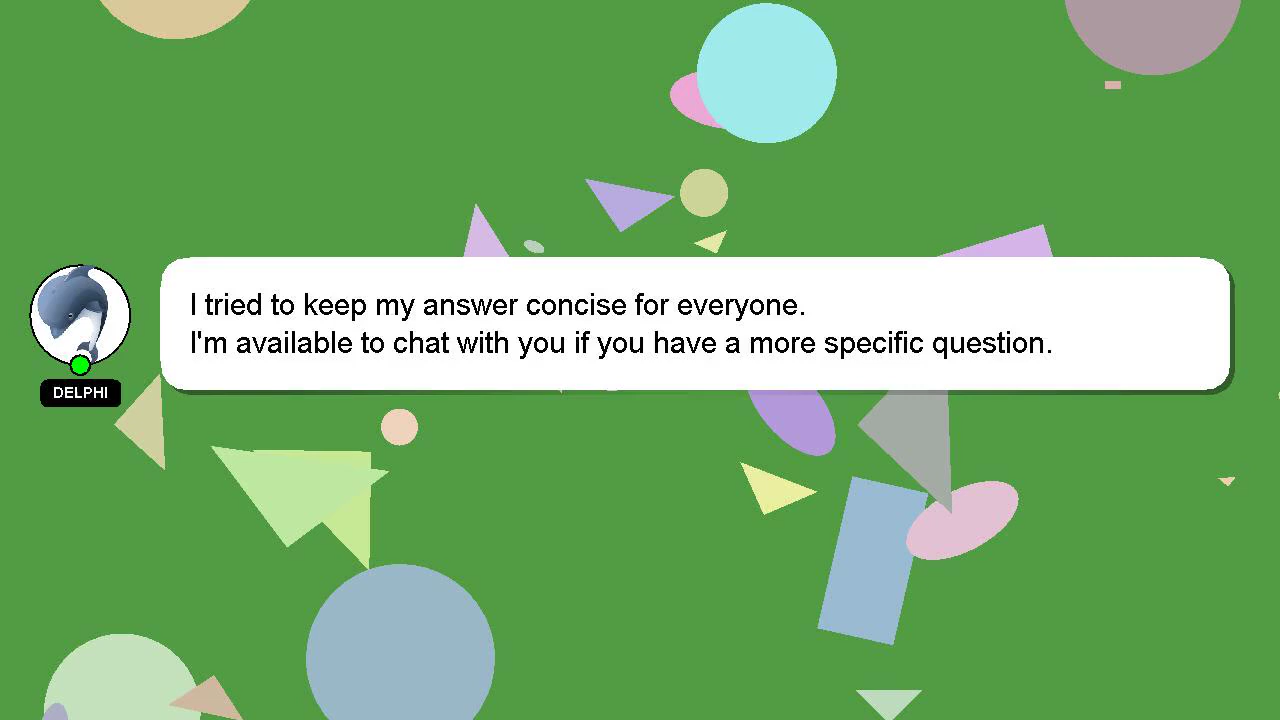 I tried to keep my answer concise for everyone.
I'm available to chat with you if you have a more specific question.
DELPHI